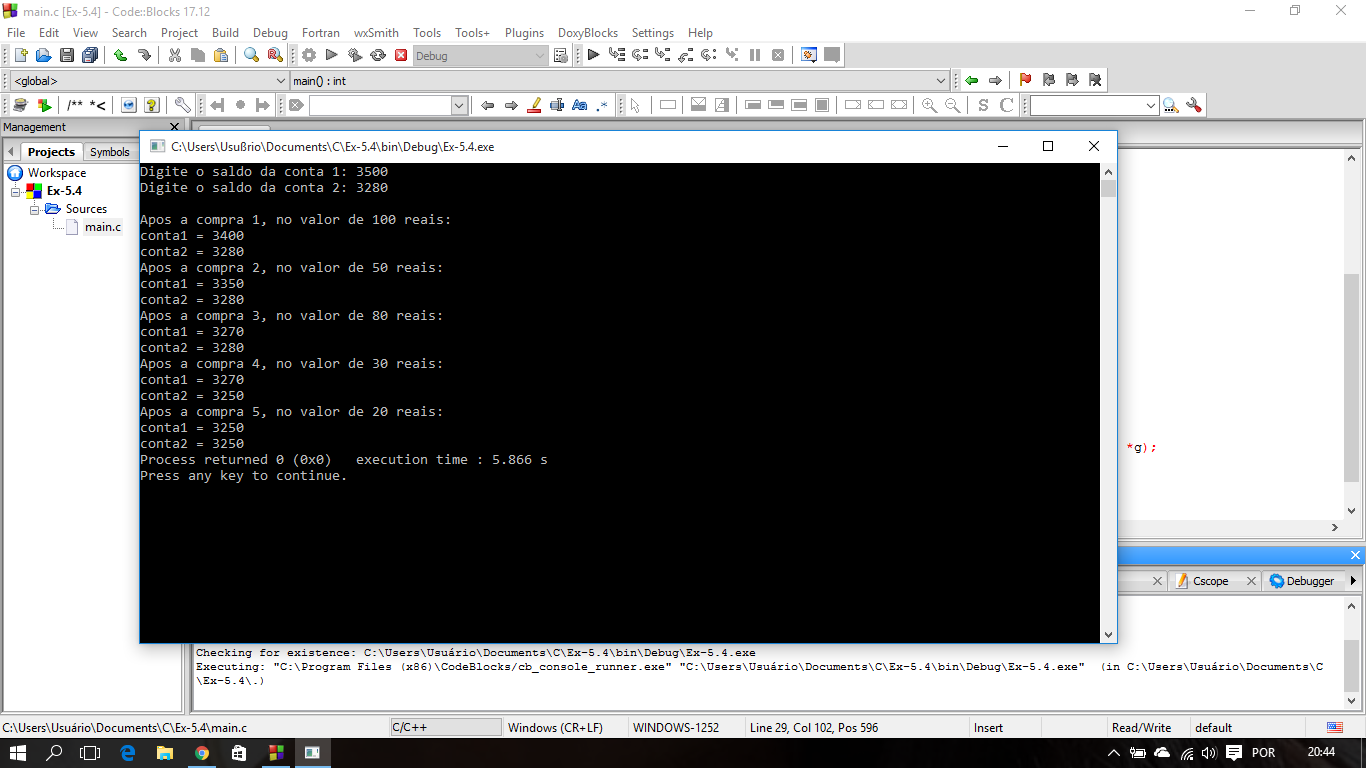 main.c [Ex-5.4] - Code::Blocks 17.12
File Edit View Search Project Build Debug Fortran wxSmith Tools Tools+ Plugins DoxyBlocks Settings Help
Debug
<global> main() : int
/** *<
Aa .*
S C
Management
Projects Symbols
Workspace
Ex-5.4
Sources
main.c
C:\Users\Usußrio\Documents\C\Ex-5.4\bin\Debug\Ex-5.4.exe
Digite o saldo da conta 1: 3500
Digite o saldo da conta 2: 3280
Apos a compra 1, no valor de 100 reais:
conta1 = 3400
conta2 = 3280
Apos a compra 2, no valor de 50 reais:
conta1 = 3350
conta2 = 3280
Apos a compra 3, no valor de 80 reais:
conta1 = 3270
conta2 = 3280
Apos a compra 4, no valor de 30 reais:
conta1 = 3270
conta2 = 3250
Apos a compra 5, no valor de 20 reais:
conta1 = 3250
conta2 = 3250
Process returned 0 (0x0)   execution time : 5.866 s
Press any key to continue.
*g);
Cscope Debugger
Checking for existence: C:\Users\Usuário\Documents\C\Ex-5.4\bin\Debug\Ex-5.4.exe
Executing: "C:\Program Files (x86)\CodeBlocks/cb_console_runner.exe" "C:\Users\Usuário\Documents\C\Ex-5.4\bin\Debug\Ex-5.4.exe"  (in C:\Users\Usuário\Documents\C
\Ex-5.4\.)
C:\Users\Usuário\Documents\C\Ex-5.4\main.c C/C++ Windows (CR+LF) WINDOWS-1252 Line 29, Col 102, Pos 596 Insert Read/Write default
POR 20:44